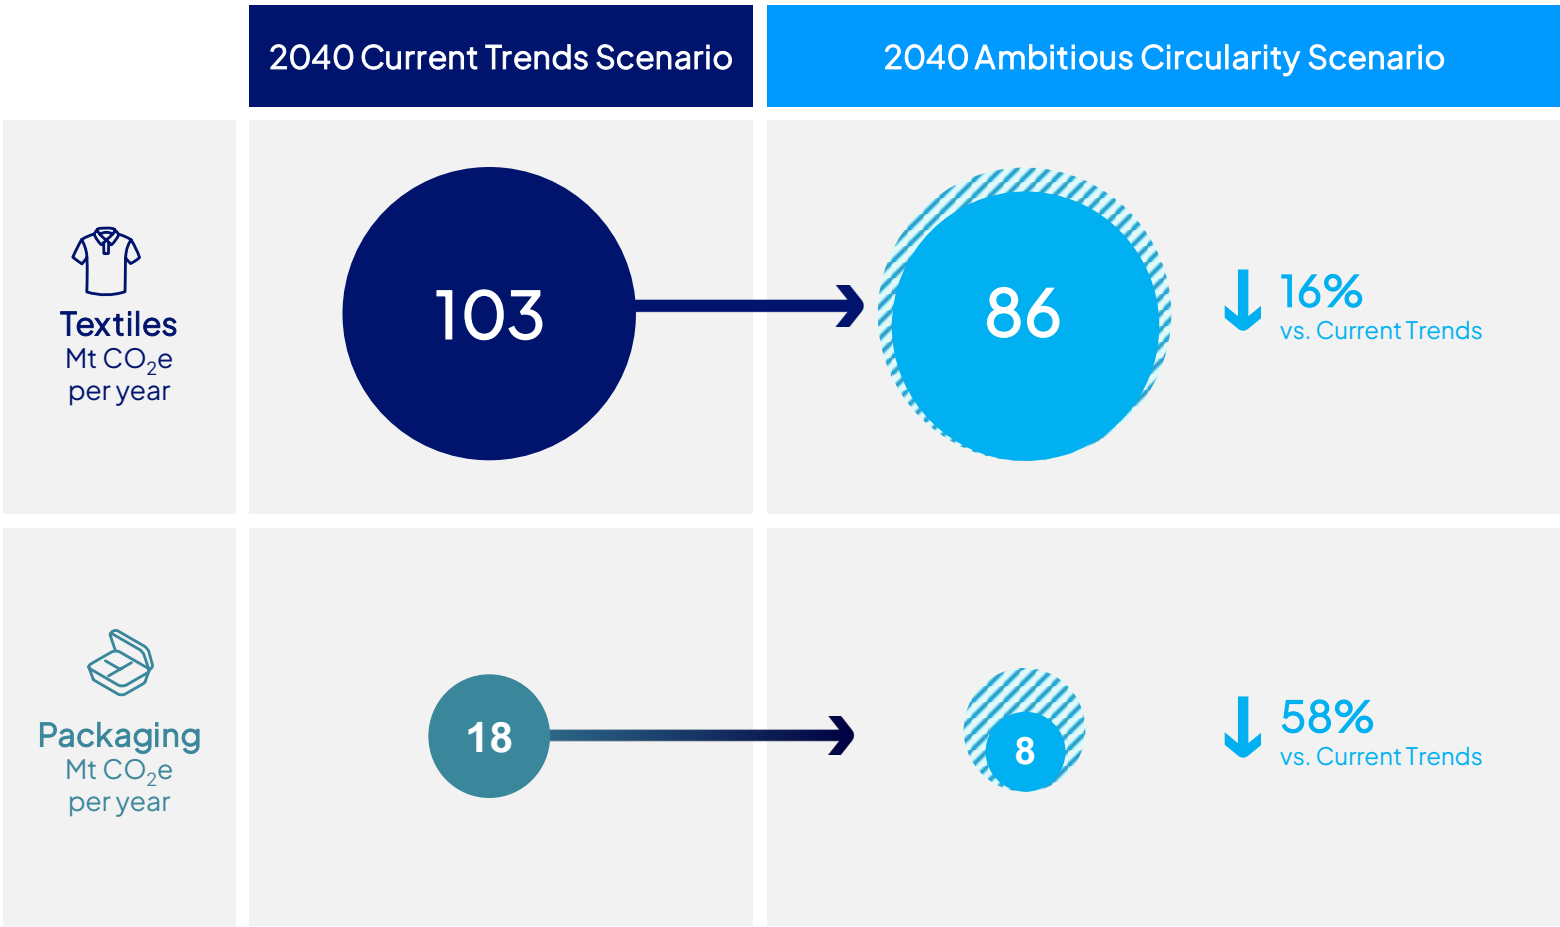 2040 Current Trends Scenario
2040 Ambitious Circularity Scenario
Textiles
Mt CO₂e
per year
103
86
16%
vs. Current Trends
Packaging
Mt CO₂e
per year
18
8
58%
vs. Current Trends